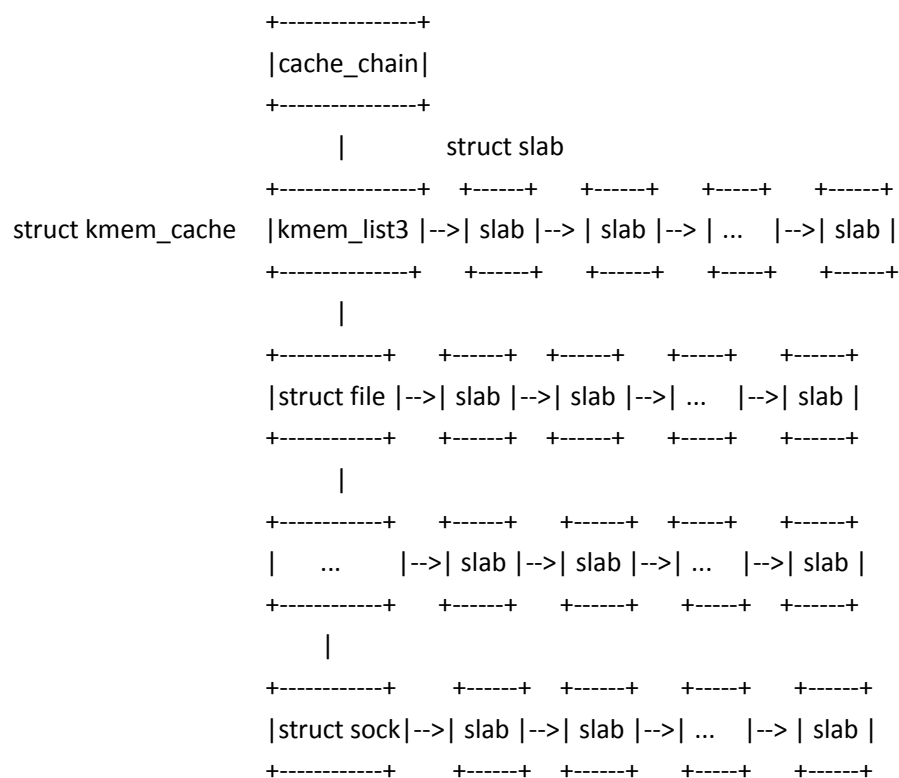 +----------------+
|cache_chain|
+----------------+
| struct slab
+----------------+ +------+ +------+ +-----+ +------+
struct kmem_cache |kmem_list3 |-->| slab |--> | slab |--> | ... |-->| slab |
+---------------+ +------+ +------+ +-----+ +------+
|
+------------+ +------+ +------+ +-----+ +------+
|struct file |-->| slab |-->| slab |-->| ... |-->| slab |
+------------+ +------+ +------+ +-----+ +------+
|
+------------+ +------+ +------+ +-----+ +------+
| ... |-->| slab |-->| slab |-->| ... |-->| slab |
+------------+ +------+ +------+ +-----+ +------+
|
+------------+ +------+ +------+ +-----+ +------+
|struct sock|-->| slab |-->| slab |-->| ... |--> | slab |
+------------+ +------+ +------+ +-----+ +------+